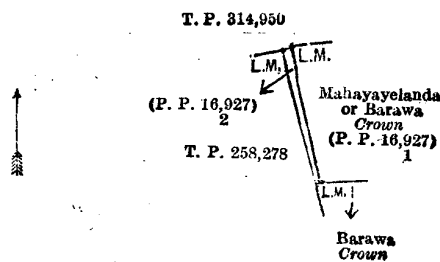 T. P. 314,950
L.M.
L.M.
(P. P. 16,927)
2
Mahayayelanda
or Barawa
Crown
(P. P. 16,927)
1
T. P. 258,278
L.M.
Barawa
Crown